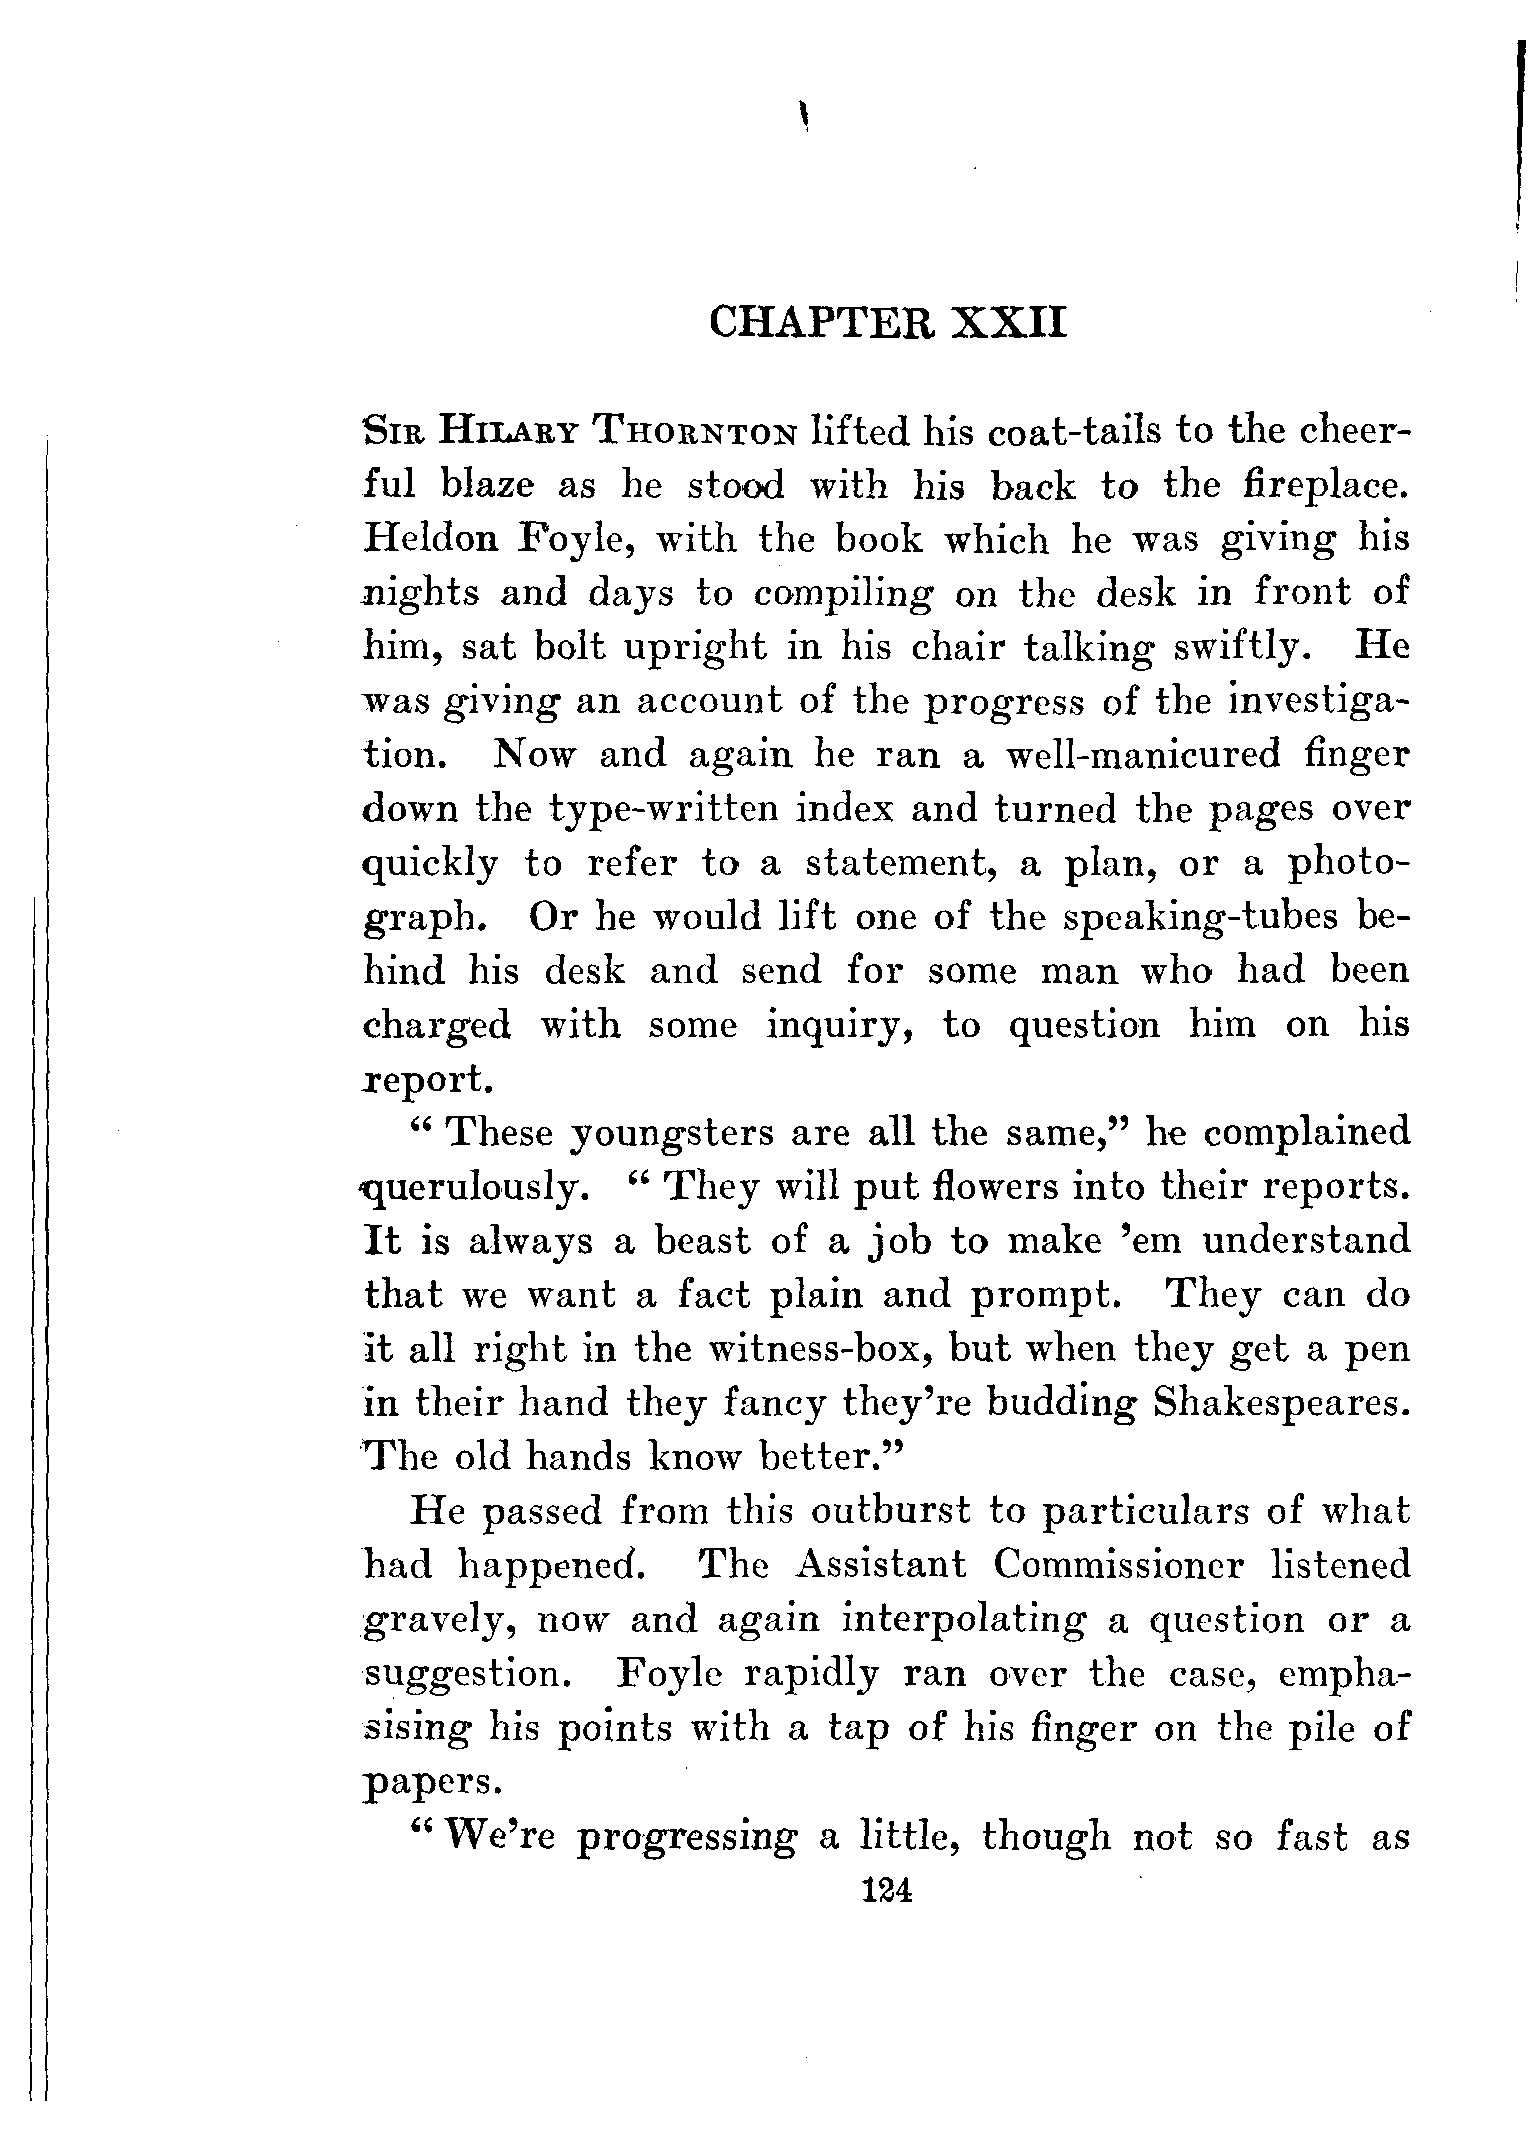 CHAPTER XXII
SIR HILARY THORNTON lifted his coat-tails to the cheer-
ful blaze as he stood with his back to the fireplace.
Heldon Foyle, with the book which he was giving his
nights and days to compiling on the desk in front of
him, sat bolt upright in his chair talking swiftly. He
was giving an account of the progress of the investiga-
tion. Now and again he ran a well-manicured finger
down the type-written index and turned the pages over
quickly to refer to a statement, a plan, or a photo-
graph. Or he would lift one of the speaking-tubes be-
hind his desk and send for some man who had been
charged with some inquiry, to question him on his
report.
“ These youngsters are all the same,” he complained
querulously. “ They will put flowers into their reports.
It is always a beast of a job to make ’em understand
that we want a fact plain and prompt. They can do
it all right in the witness-box, but when they get a pen
in their hand they fancy they’re budding Shakespeares.
The old hands know better.”
He passed from this outburst to particulars of what
had happened. The Assistant Commissioner listened
gravely, now and again interpolating a question or a
suggestion. Foyle rapidly ran over the case, empha-
sising his points with a tap of his finger on the pile of
papers.
“ We’re progressing a little, though not so fast as
124